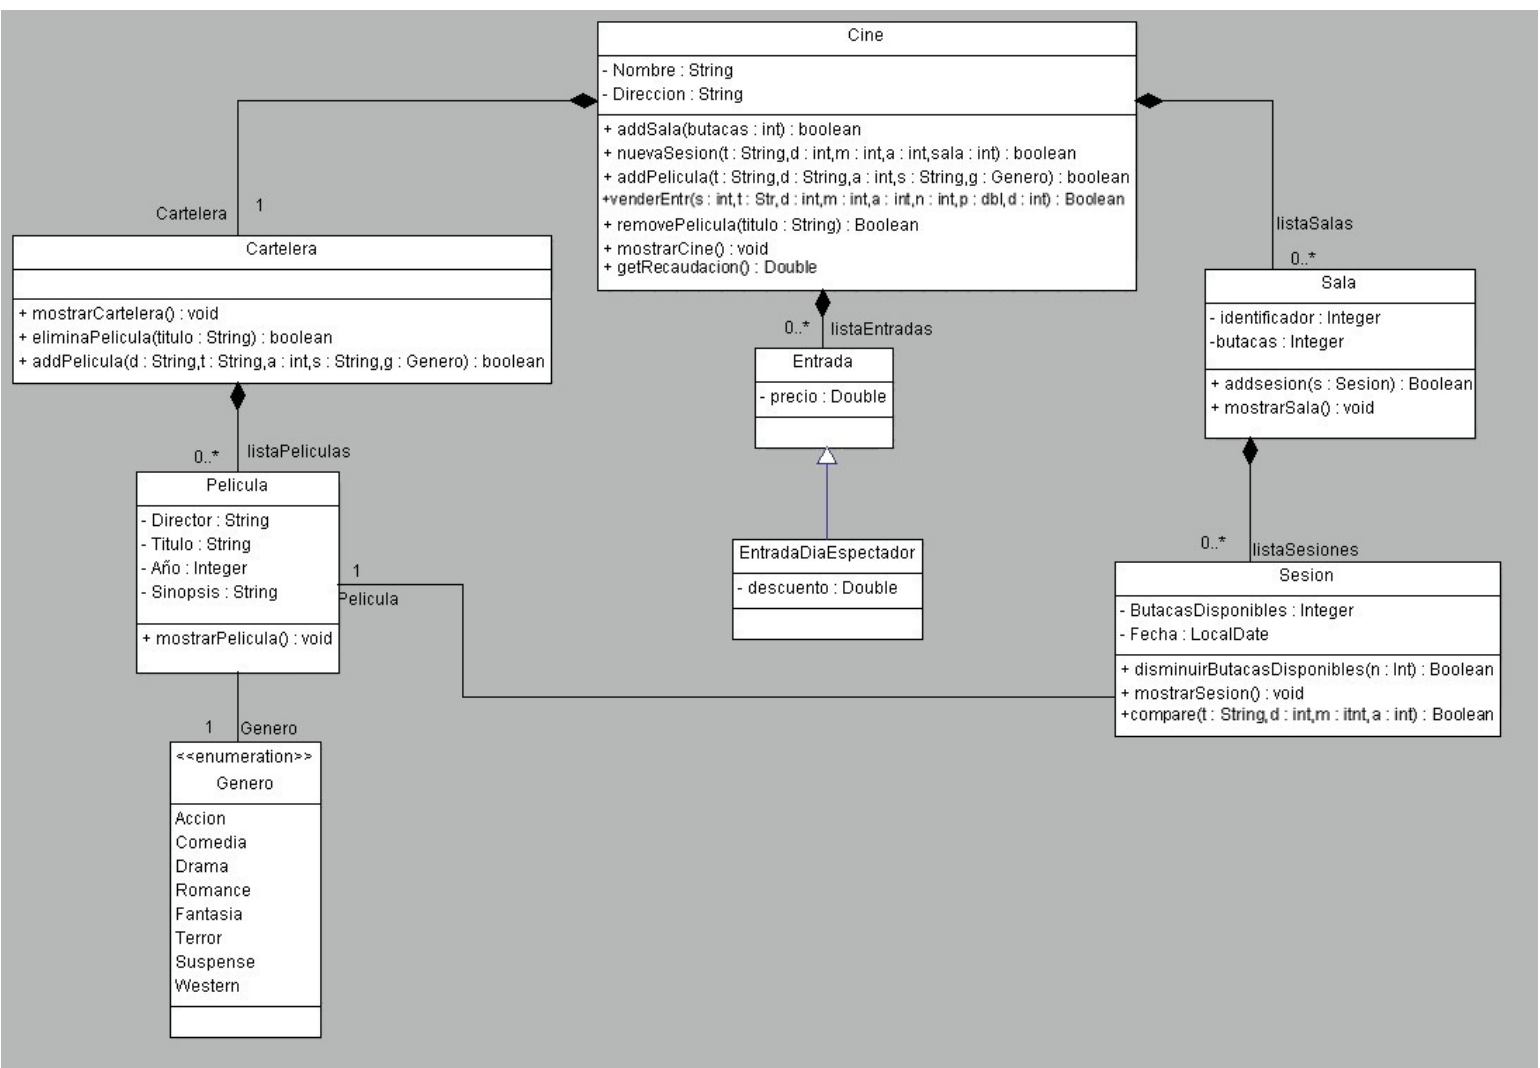 Cine
- Nombre : String
- Direccion : String
+ addSala(butacas : int) : boolean
+ nuevaSesion(t : String,d : int,m : int,a : int,sala : int) : boolean
+ addPelicula(t : String,d : String,a : int,s : String,g : Genero) : boolean
+venderEntr(s : int,t : Str,d : int,m : int,a : int,n : int,p : dbl,d : int) : Boolean
+ removePelicula(titulo : String) : Boolean
+ mostrarCine() : void
+ getRecaudacion() : Double
Cartelera
1
Cartelera
+ mostrarCartelera() : void
+ eliminaPelicula(titulo : String) : boolean
+ addPelicula(d : String,t : String,a : int,s : String,g : Genero) : boolean
0..*
listaPeliculas
Pelicula
- Director : String
- Titulo : String
- Año : Integer
- Sinopsis : String
+ mostrarPelicula() : void
1
Pelicula
1
Genero
<<enumeration>>
Genero
Accion
Comedia
Drama
Romance
Fantasia
Terror
Suspense
Western
0..*
listaEntradas
Entrada
- precio : Double
EntradaDiaEspectador
- descuento : Double
listaSalas
0..*
Sala
- identificador : Integer
-butacas : Integer
+ addsesion(s : Sesion) : Boolean
+ mostrarSala() : void
0..*
listaSesiones
Sesion
- ButacasDisponibles : Integer
- Fecha : LocalDate
+ disminuirButacasDisponibles(n : Int) : Boolean
+ mostrarSesion() : void
+compare(t : String,d : int,m : itnt,a : int) : Boolean